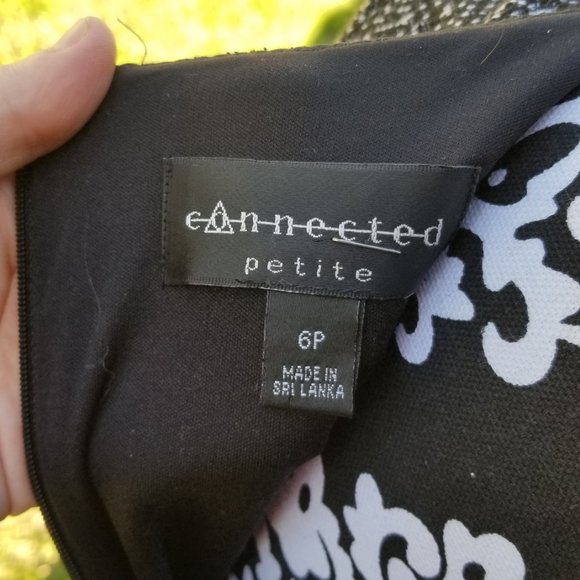 connected
petite
6P
MADE IN
SRI LANKA